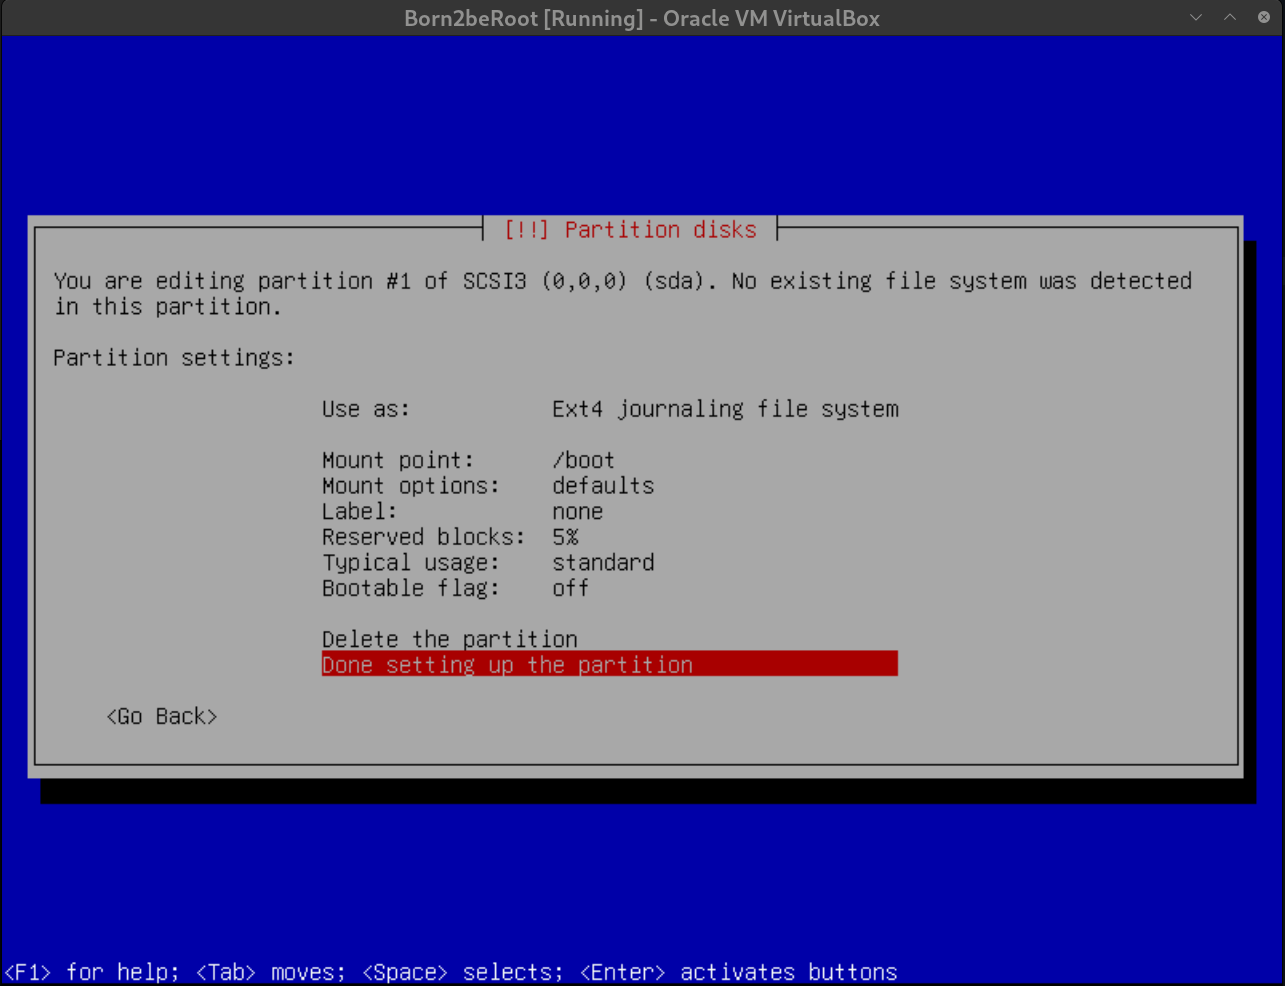 Born2beRoot [Running] - Oracle VM VirtualBox
[!!] Partition disks
You are editing partition #1 of SCSI3 (0,0,0) (sda). No existing file system was detected
in this partition.
Partition settings:
Use as: Ext4 journaling file system
Mount point: /boot
Mount options: defaults
Label: none
Reserved blocks: 5%
Typical usage: standard
Bootable flag: off
Delete the partition
Done setting up the partition
<Go Back>
<F1> for help; <Tab> moves; <Space> selects; <Enter> activates buttons